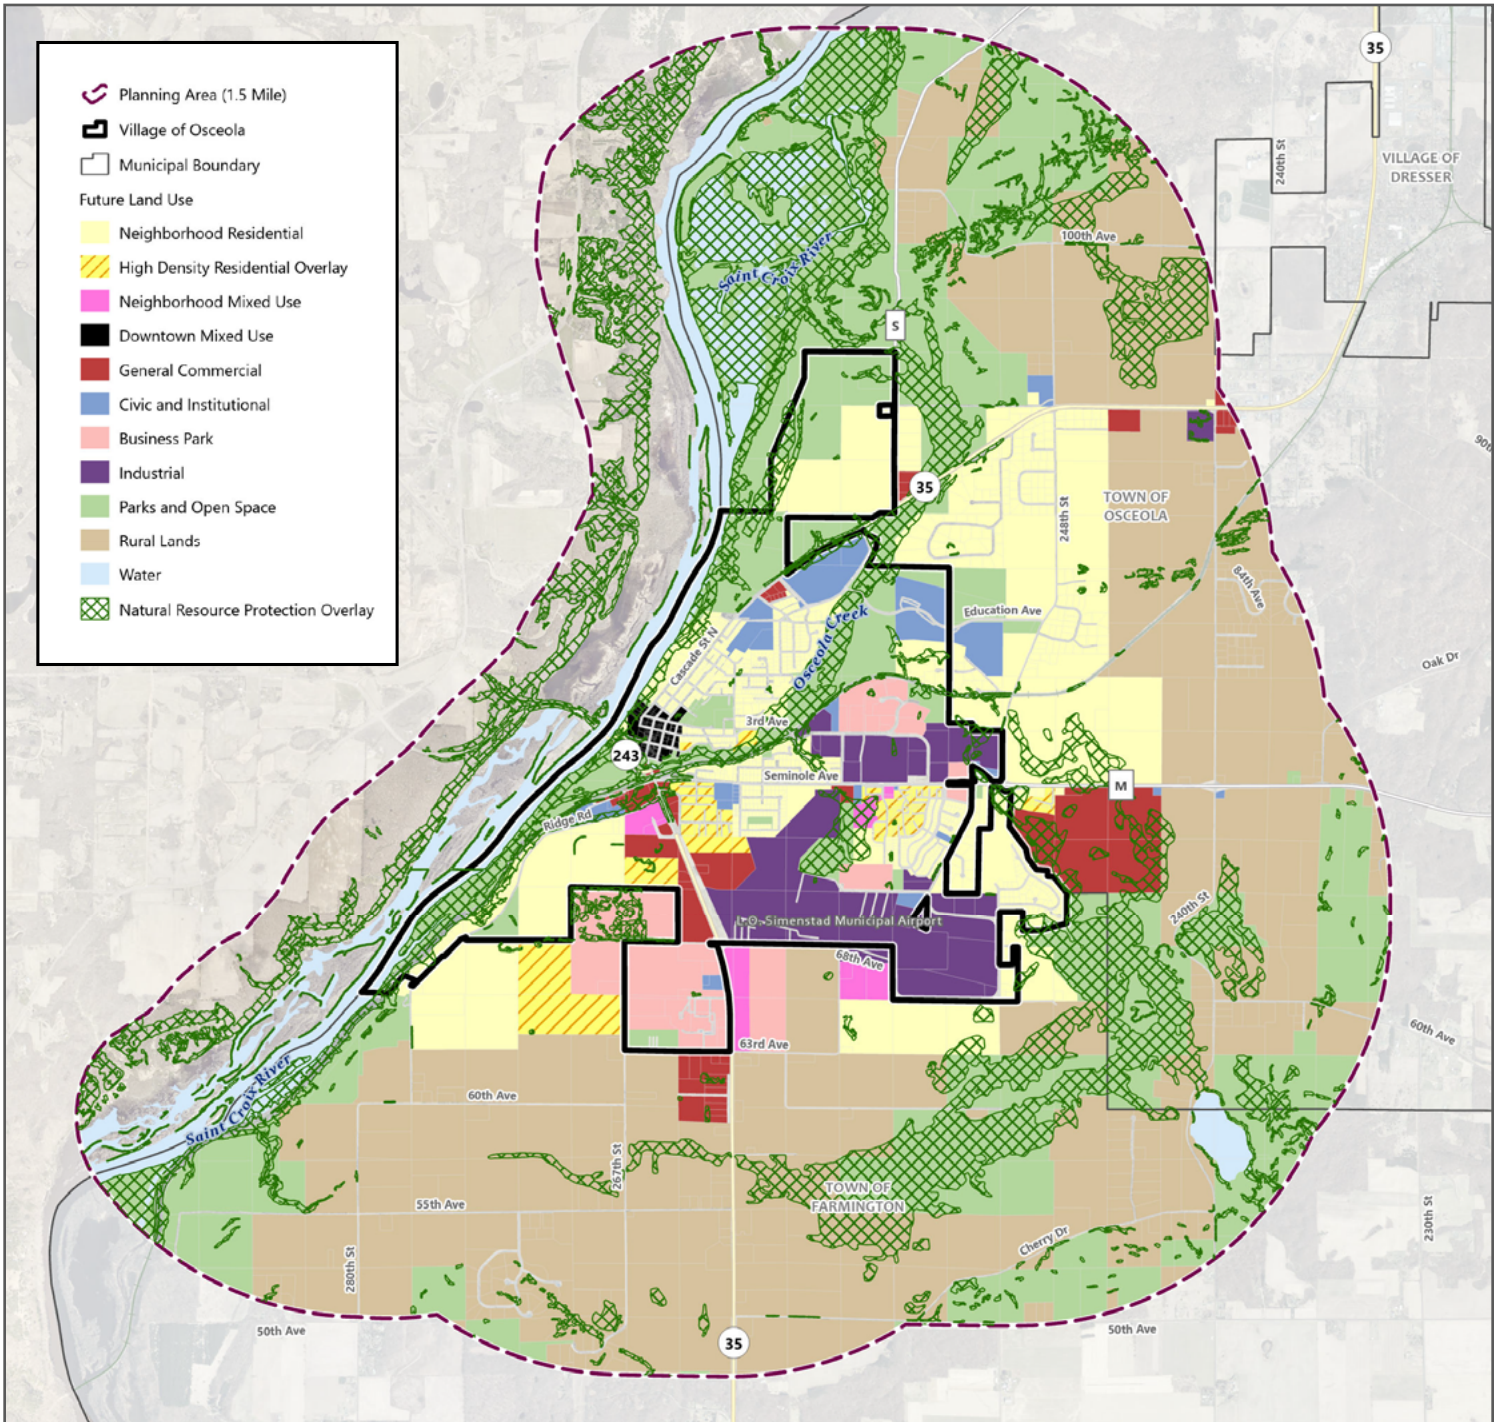 Planning Area (1.5 Mile)
Village of Osceola
Municipal Boundary
Future Land Use
Neighborhood Residential
High Density Residential Overlay
Neighborhood Mixed Use
Downtown Mixed Use
General Commercial
Civic and Institutional
Business Park
Industrial
Parks and Open Space
Rural Lands
Water
Natural Resource Protection Overlay
35
240th St
VILLAGE OF
DRESSER
100th Ave
Saint Croix River
S
90th
35
TOWN OF
OSCEOLA
248th St
84th Ave
Education Ave
Osceola Creek
Cascade St N
Oak Dr
3rd Ave
243
Seminole Ave
M
Ridge Rd
240th St
L.O. Simenstad Municipal Airport
68th Ave
60th Ave
63rd Ave
Saint Croix River
60th Ave
267th St
TOWN OF
FARMINGTON
55th Ave
230th St
Cherry Dr
280th St
50th Ave
35
50th Ave